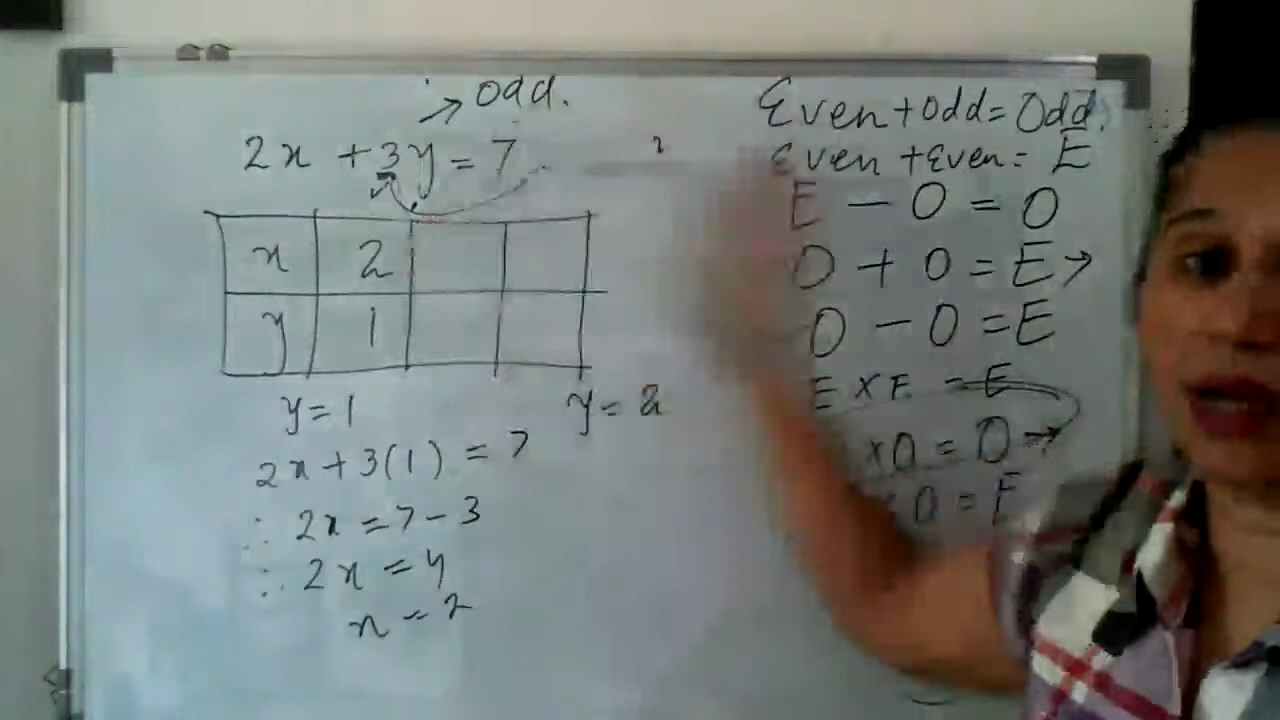 → Odd.
2x + 3y = 7
x 2
y 1
y = 1
2x + 3(1) = 7
∴ 2x = 7 - 3
∴ 2x = 4
x = 2
y = 2
Even + Odd = Odd.
Even + Even = E
E - O = O
O + O = E →
O - O = E
E x E = E
x O = O →
O = E